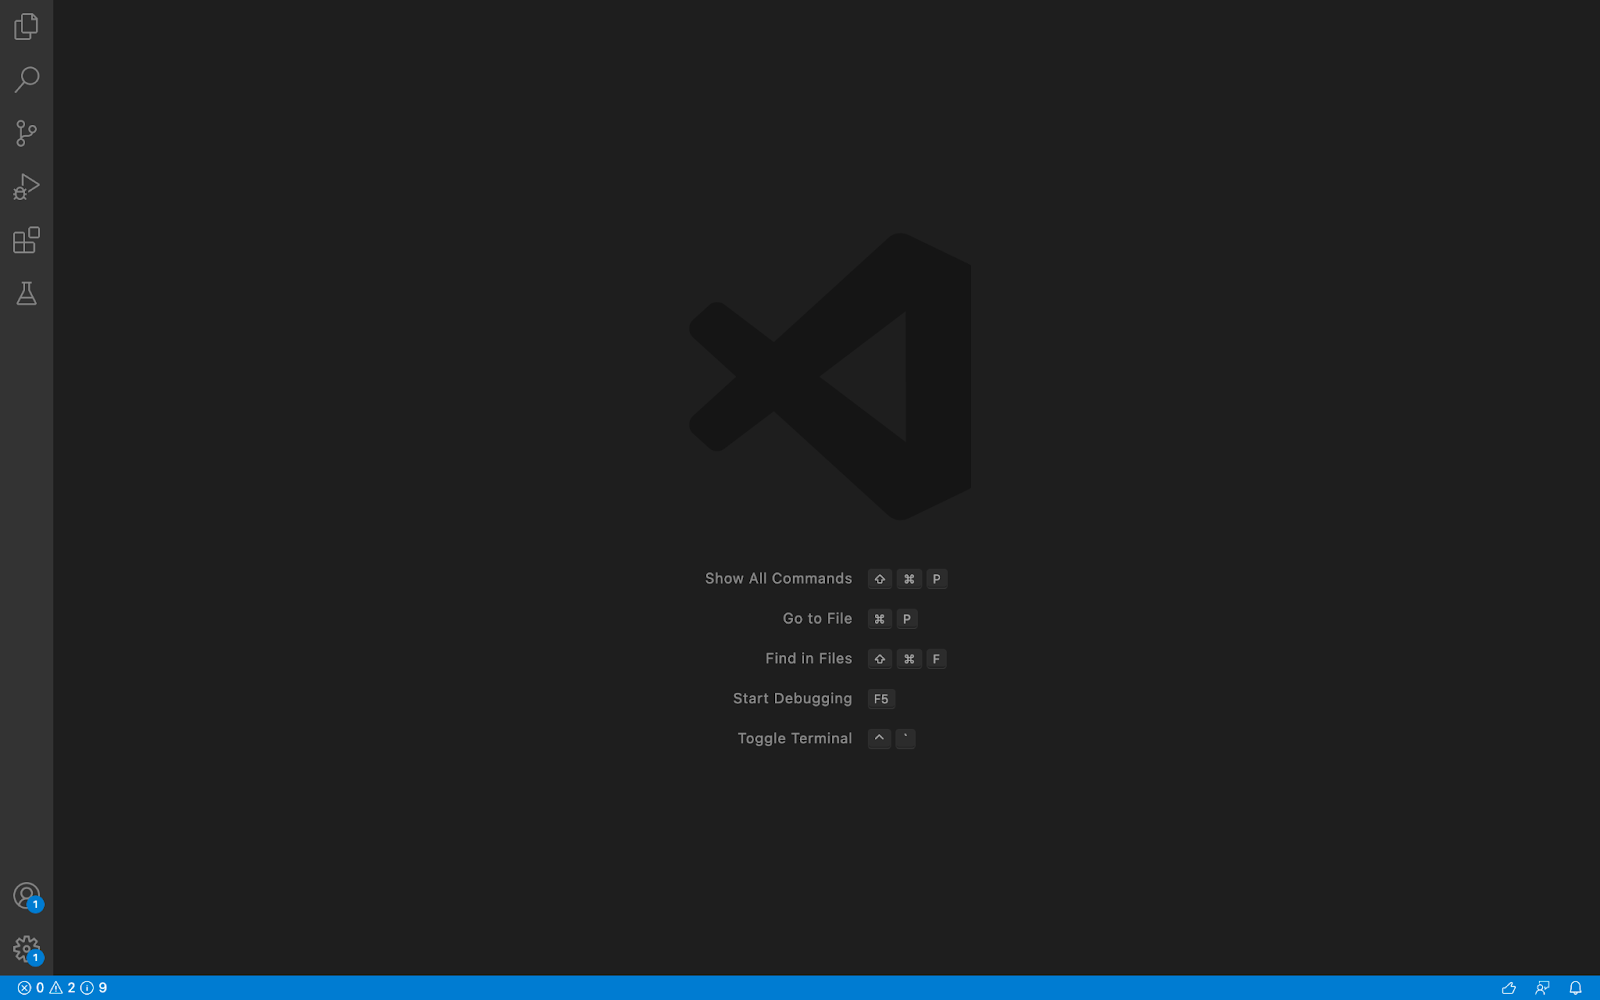 Show All Commands ⇧ ⌘ P
Go to File ⌘ P
Find in Files ⇧ ⌘ F
Start Debugging F5
Toggle Terminal ^ `
1
1
0 2 9